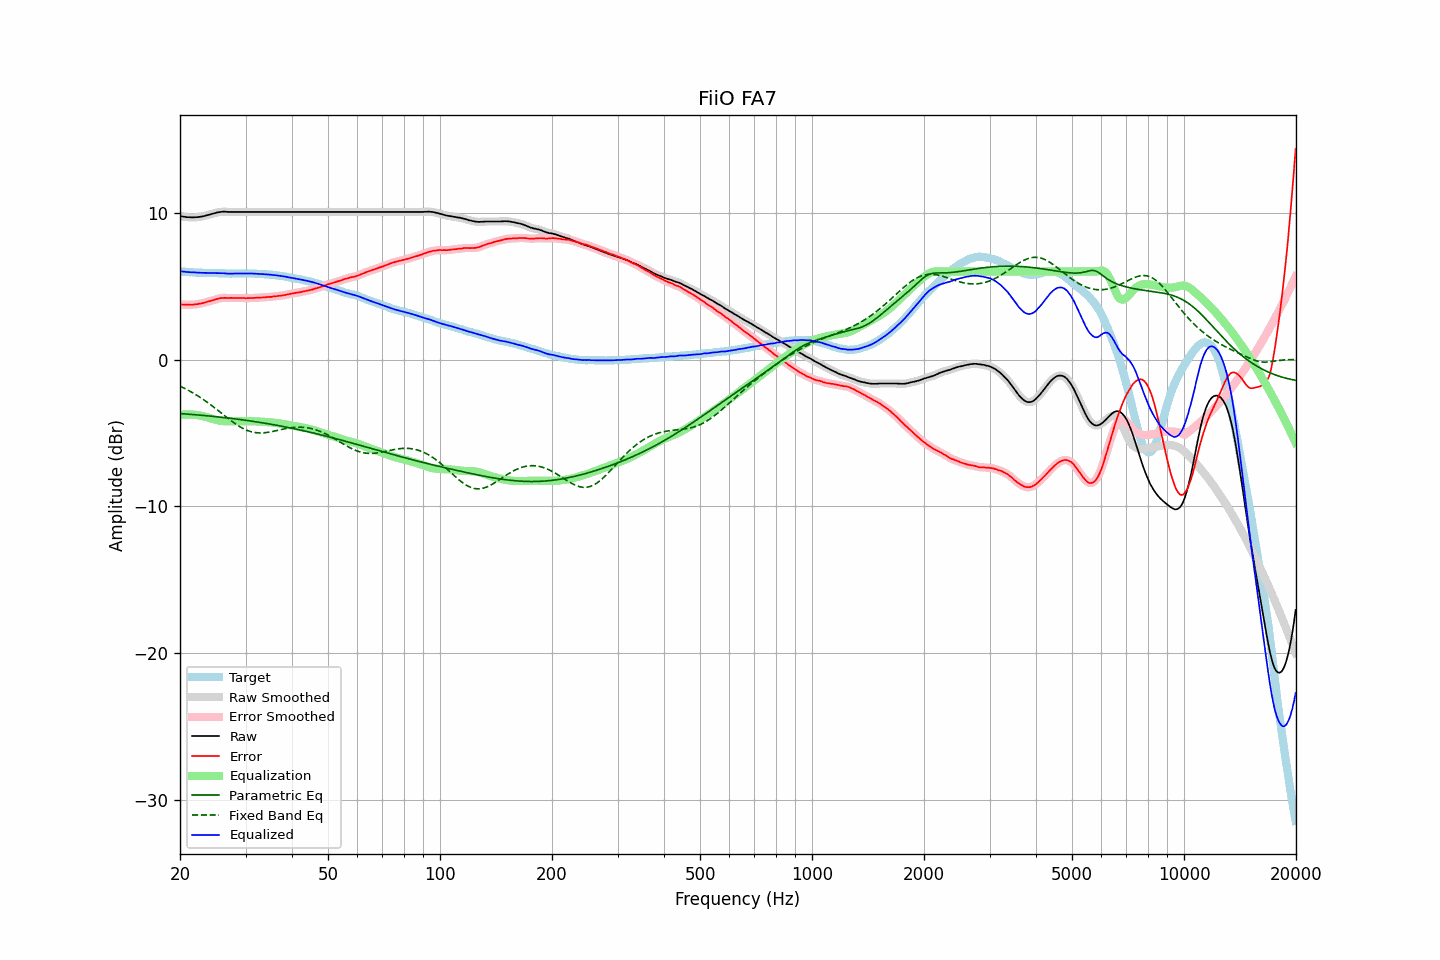 FiiO FA7
Amplitude (dBr)
10
0
−10
−20
−30
Target
Raw Smoothed
Error Smoothed
Raw
Error
Equalization
Parametric Eq
Fixed Band Eq
Equalized
20 50 100 200 500 1000 2000 5000 10000 20000
Frequency (Hz)